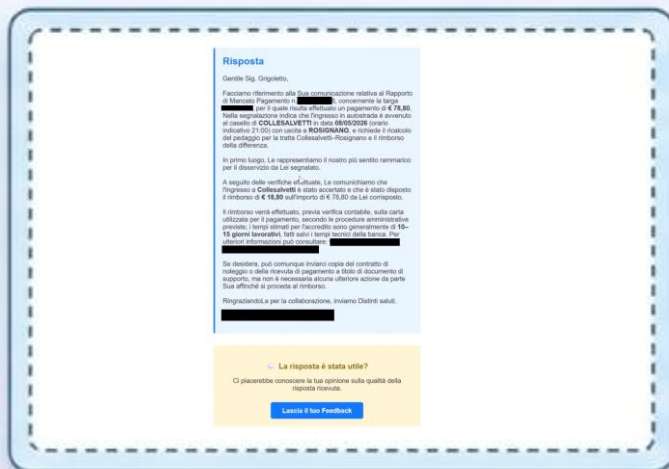 Risposta
Gentile Sig. Grigoletto,
Facciamo riferimento alla Sua comunicazione relativa al Rapporto
di Mancato Pagamento n. concernente la targa
, per il quale risulta effettuato un pagamento di € 78,80.
Nella segnalazione indica che l'ingresso in autostrada è avvenuto
al casello di COLLESALVETTI in data 08/05/2026 (orario
indicativo 21:00) con uscita a ROSIGNANO, e richiede il ricalcolo
del pedaggio per la tratta Collesalvetti–Rosignano e il rimborso
della differenza.
In primo luogo, Le rappresentiamo il nostro più sentito rammarico
per il disservizio da Lei segnalato.
A seguito delle verifiche effettuate, Le comunichiamo che
l'ingresso a Collesalvetti è stato accertato e che è stato disposto
il rimborso di € 18,80 sull'importo di € 78,80 da Lei corrisposto.
Il rimborso verrà effettuato, previa verifica contabile, sulla carta
utilizzata per il pagamento, secondo le procedure amministrative
previste; i tempi stimati per l'accredito sono generalmente di 10–
15 giorni lavorativi, fatti salvi i tempi tecnici della banca. Per
ulteriori informazioni può consultare:
Se desidera, può comunque inviarci copia del contratto di
noleggio o della ricevuta di pagamento a titolo di documento di
supporto, ma non è necessaria alcuna ulteriore azione da parte
Sua affinché si proceda al rimborso.
RingraziandoLa per la collaborazione, inviamo Distinti saluti.
La risposta è stata utile?
Ci piacerebbe conoscere la tua opinione sulla qualità della
risposta ricevuta.
Lascia il tuo Feedback